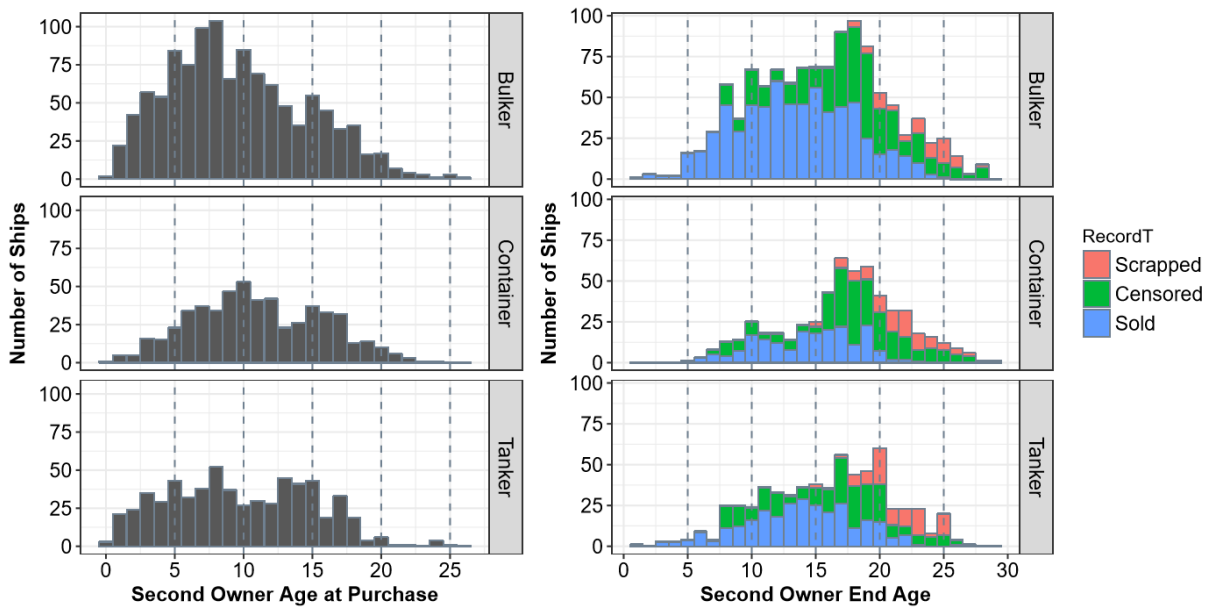 Number of Ships
100
75
50
25
0
Bulker
100
75
50
25
0
Container
100
75
50
25
0
Tanker
0 5 10 15 20 25
Second Owner Age at Purchase
Number of Ships
100
75
50
25
0
Bulker
100
75
50
25
0
Container
100
75
50
25
0
Tanker
0 5 10 15 20 25 30
Second Owner End Age
RecordT
Scrapped
Censored
Sold